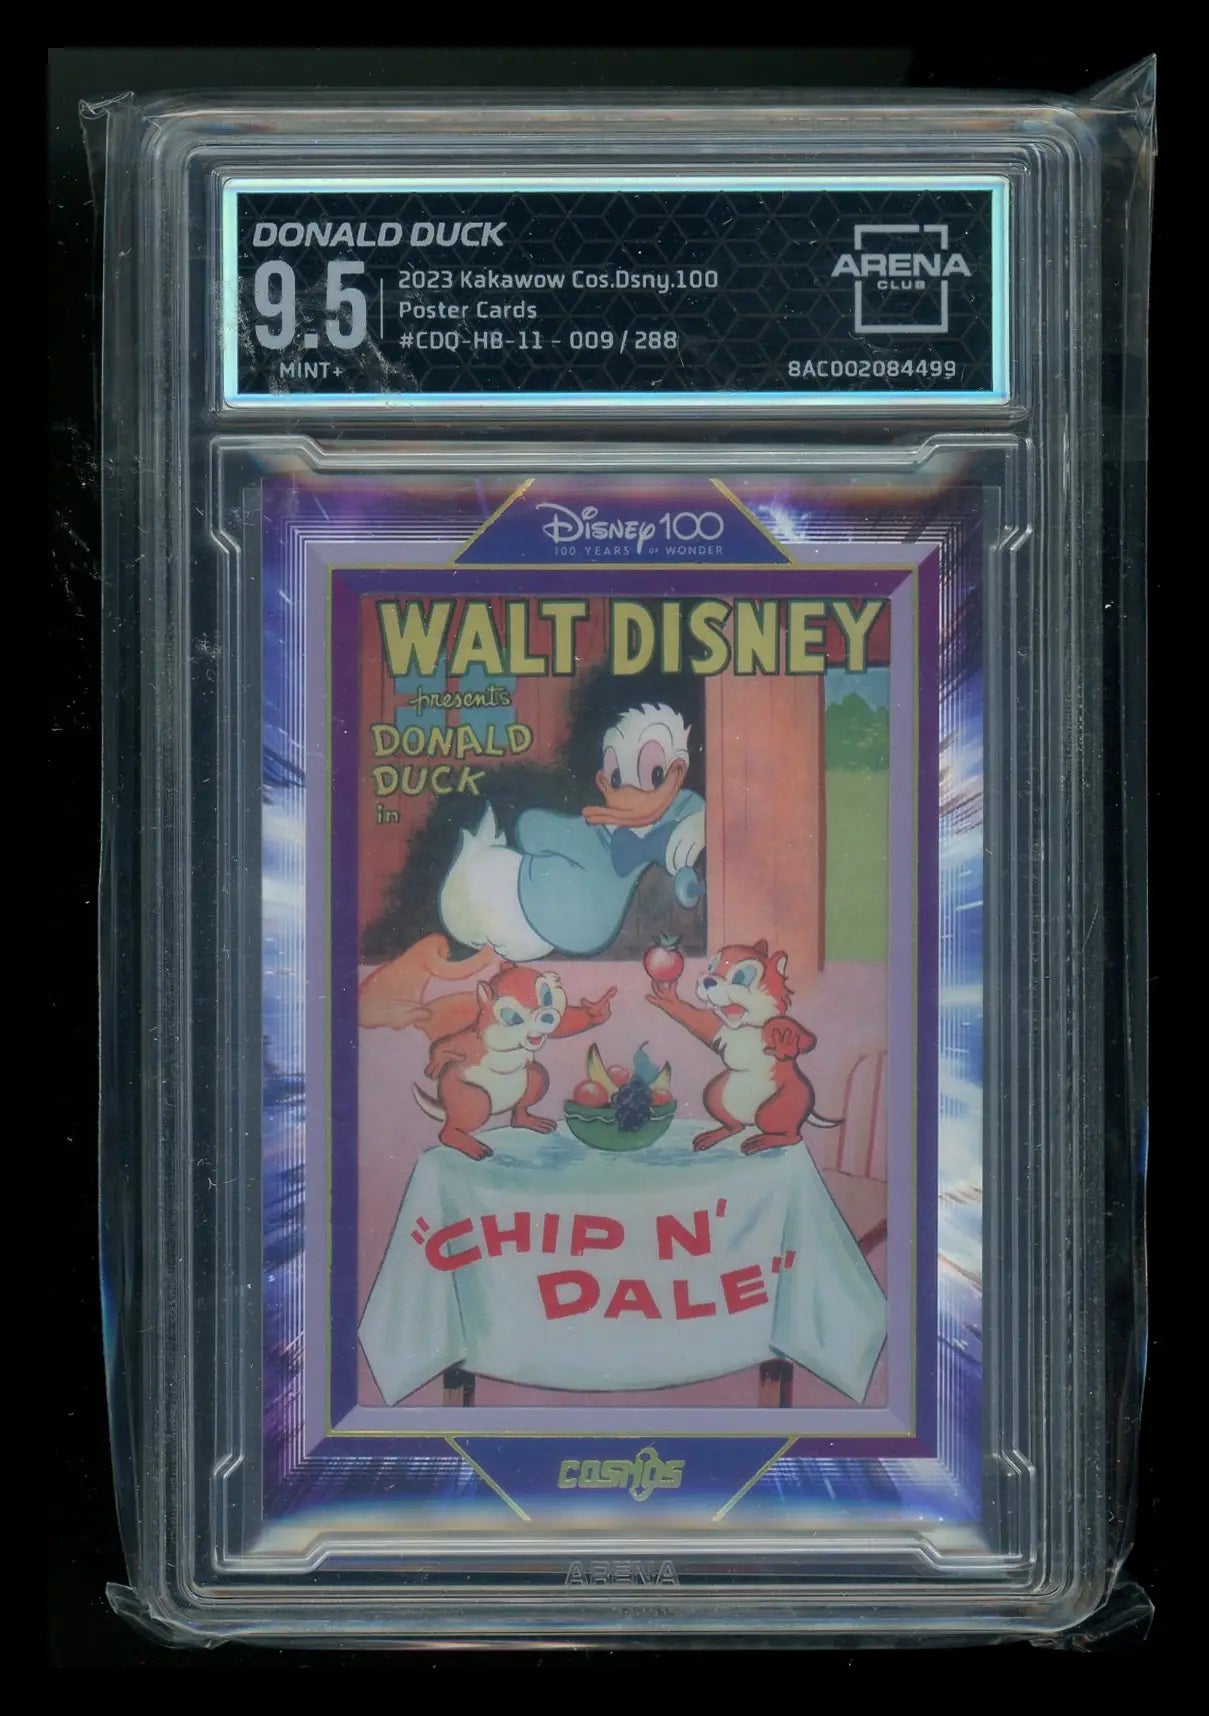 DONALD DUCK
9.5
MINT+
2023 Kakawow Cos.Dsny.100
Poster Cards
#CDQ-HB-11 - 009/288
ARENA
CLUB
8AC002084499
Disney 100
100 YEARS OF WONDER
WALT DISNEY
presents
DONALD
DUCK
in
"CHIP N'
DALE"
COSMOS
ARENA